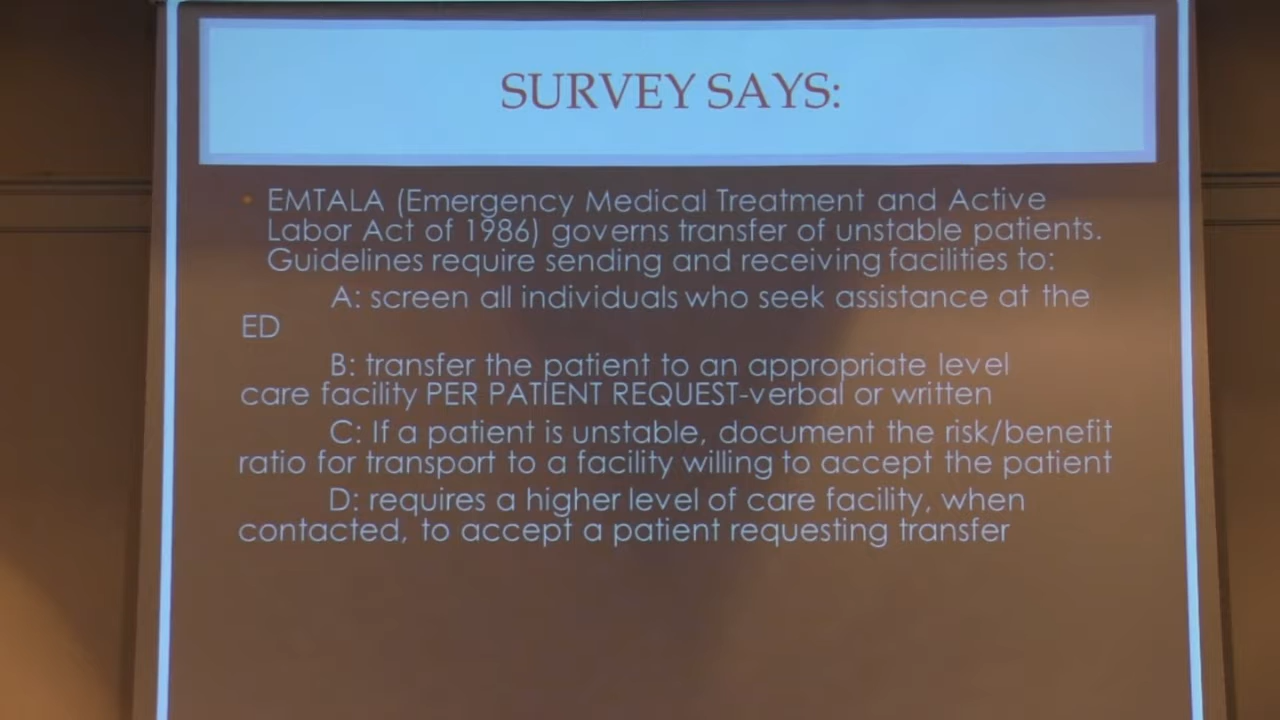 SURVEY SAYS:
• EMTALA (Emergency Medical Treatment and Active
Labor Act of 1986) governs transfer of unstable patients.
Guidelines require sending and receiving facilities to:
A: screen all individuals who seek assistance at the
ED
B: transfer the patient to an appropriate level
care facility PER PATIENT REQUEST-verbal or written
C: If a patient is unstable, document the risk/benefit
ratio for transport to a facility willing to accept the patient
D: requires a higher level of care facility, when
contacted, to accept a patient requesting transfer